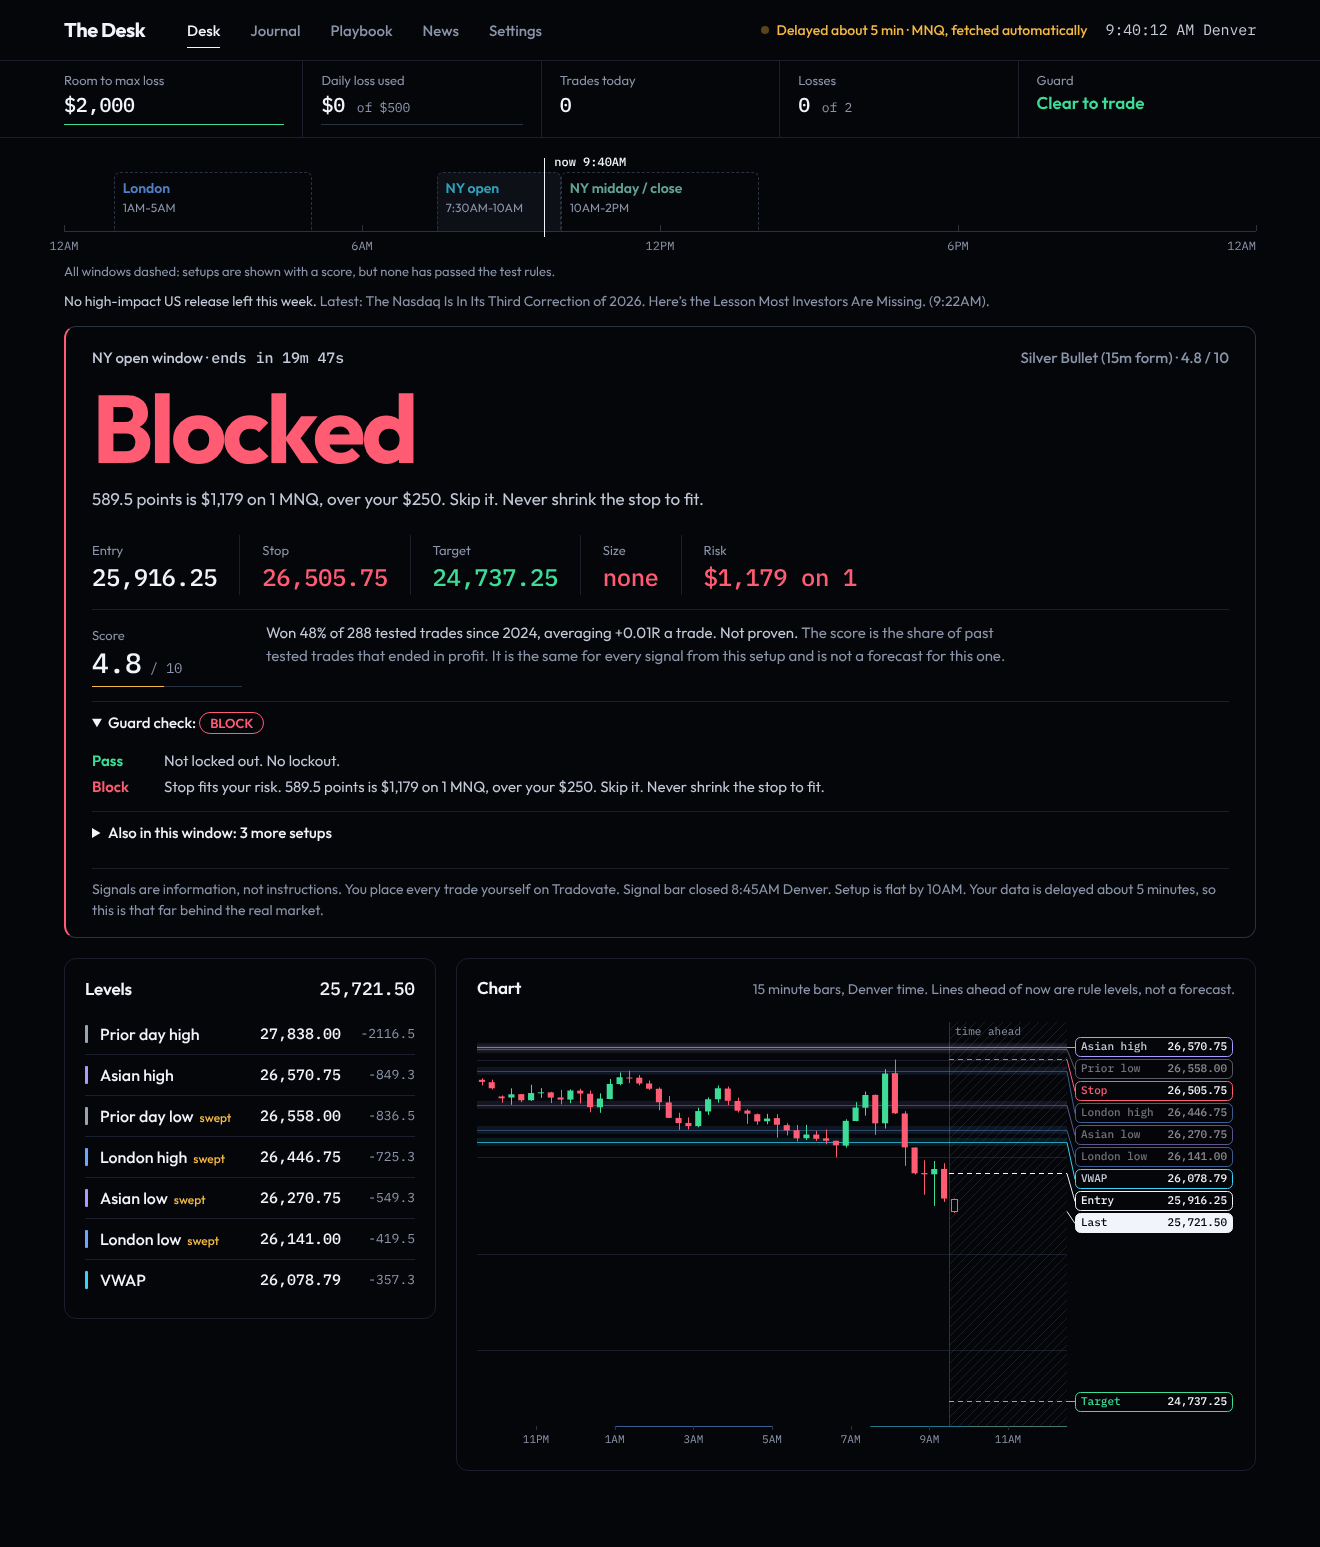 The Desk
Desk Journal Playbook News Settings
Delayed about 5 min · MNQ, fetched automatically
9:40:12 AM Denver
Room to max loss
$2,000
Daily loss used
$0 of $500
Trades today
0
Losses
0 of 2
Guard
Clear to trade
now 9:40AM
London
1AM-5AM
NY open
7:30AM-10AM
NY midday / close
10AM-2PM
12AM 6AM 12PM 6PM 12AM
All windows dashed: setups are shown with a score, but none has passed the test rules.
No high-impact US release left this week. Latest: The Nasdaq Is In Its Third Correction of 2026. Here's the Lesson Most Investors Are Missing. (9:22AM).
NY open window · ends in 19m 47s
Silver Bullet (15m form) · 4.8 / 10
Blocked
589.5 points is $1,179 on 1 MNQ, over your $250. Skip it. Never shrink the stop to fit.
Entry
25,916.25
Stop
26,505.75
Target
24,737.25
Size
none
Risk
$1,179 on 1
Score
4.8 / 10
Won 48% of 288 tested trades since 2024, averaging +0.01R a trade. Not proven. The score is the share of past
tested trades that ended in profit. It is the same for every signal from this setup and is not a forecast for this one.
Guard check: BLOCK
Pass Not locked out. No lockout.
Block Stop fits your risk. 589.5 points is $1,179 on 1 MNQ, over your $250. Skip it. Never shrink the stop to fit.
Also in this window: 3 more setups
Signals are information, not instructions. You place every trade yourself on Tradovate. Signal bar closed 8:45AM Denver. Setup is flat by 10AM. Your data is delayed about 5 minutes, so
this is that far behind the real market.
Levels 25,721.50
Prior day high 27,838.00 -2116.5
Asian high 26,570.75 -849.3
Prior day low swept 26,558.00 -836.5
London high swept 26,446.75 -725.3
Asian low swept 26,270.75 -549.3
London low swept 26,141.00 -419.5
VWAP 26,078.79 -357.3
Chart
15 minute bars, Denver time. Lines ahead of now are rule levels, not a forecast.
time ahead
Asian high 26,570.75
Prior low 26,558.00
Stop 26,505.75
London high 26,446.75
Asian low 26,270.75
London low 26,141.00
VWAP 26,078.79
Entry 25,916.25
Last 25,721.50
Target 24,737.25
11PM 1AM 3AM 5AM 7AM 9AM 11AM